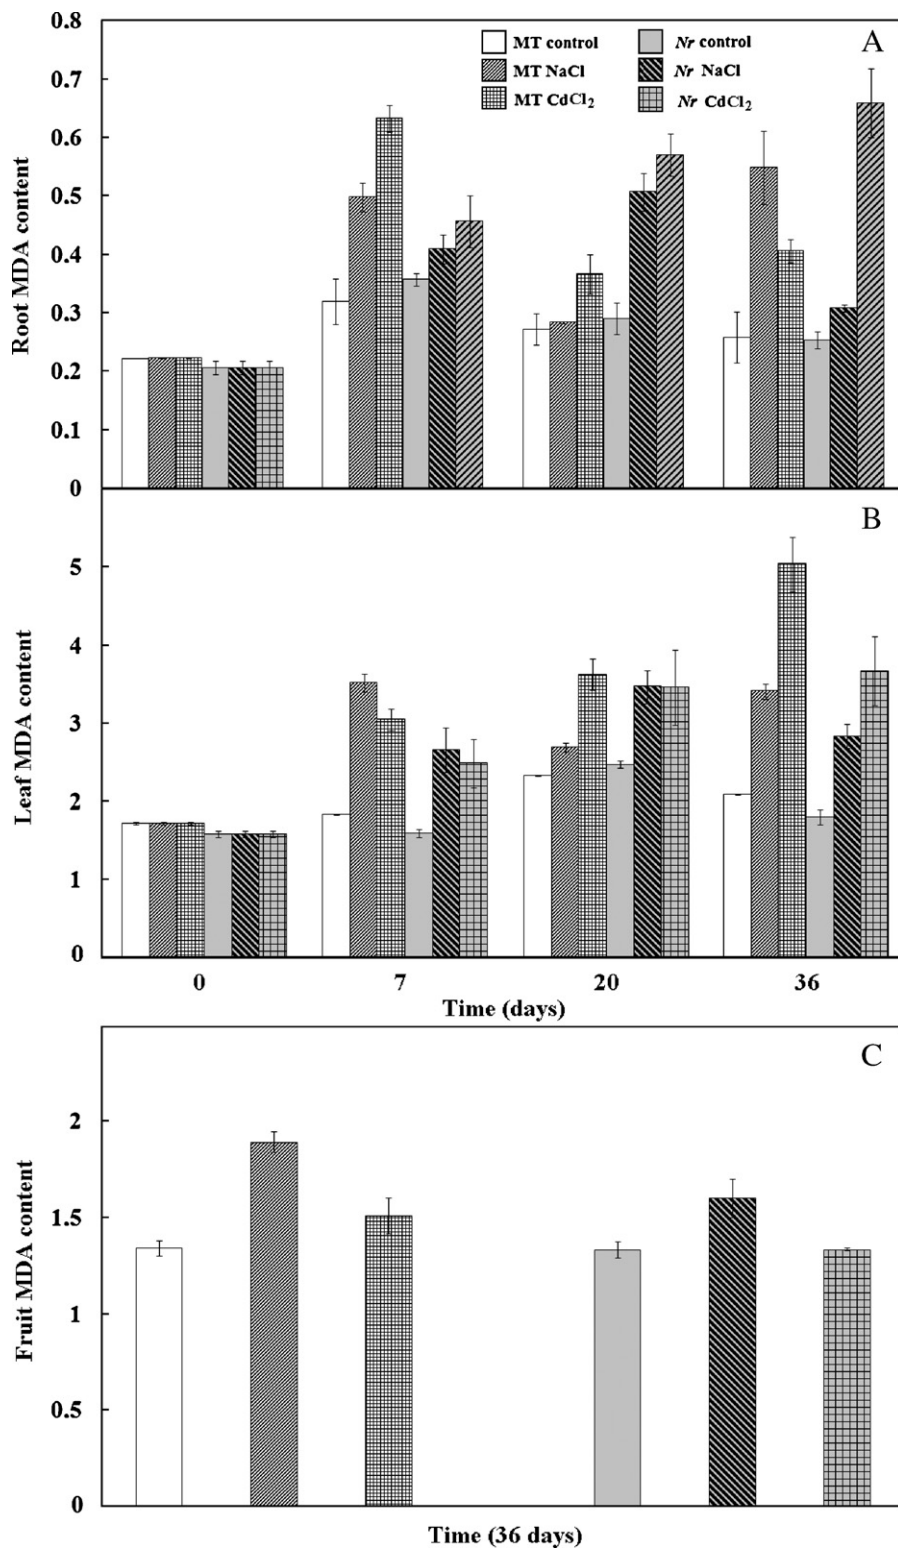 0.8
A
MT control
Nr control
MT NaCl
Nr NaCl
MT CdCl₂
Nr CdCl₂
0.7
0.6
0.5
0.4
0.3
0.2
0.1
0
Root MDA content
B
5
4
3
2
1
0
Leaf MDA content
0 7 20 36
Time (days)
C
2
1.5
1
0.5
0
Fruit MDA content
Time (36 days)